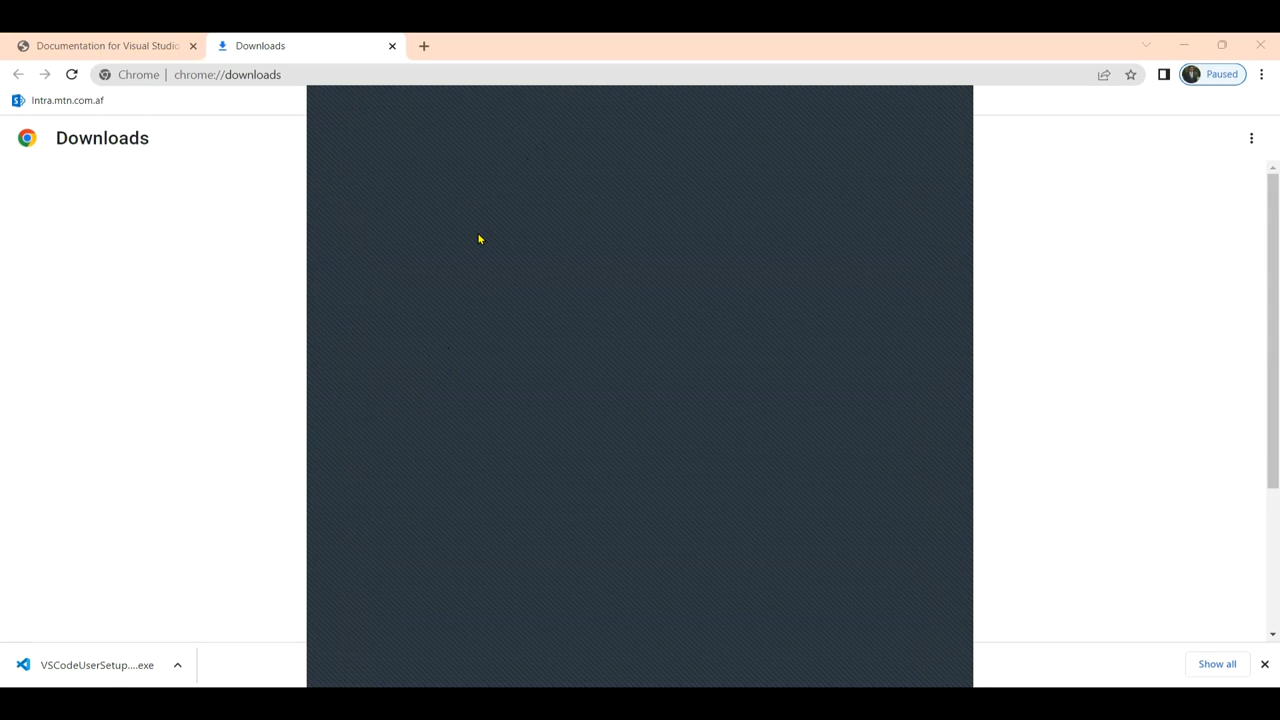 Documentation for Visual Studio
Downloads
Chrome | chrome://downloads
Paused
Intra.mtn.com.af
Downloads
VSCodeUserSetup....exe
Show all